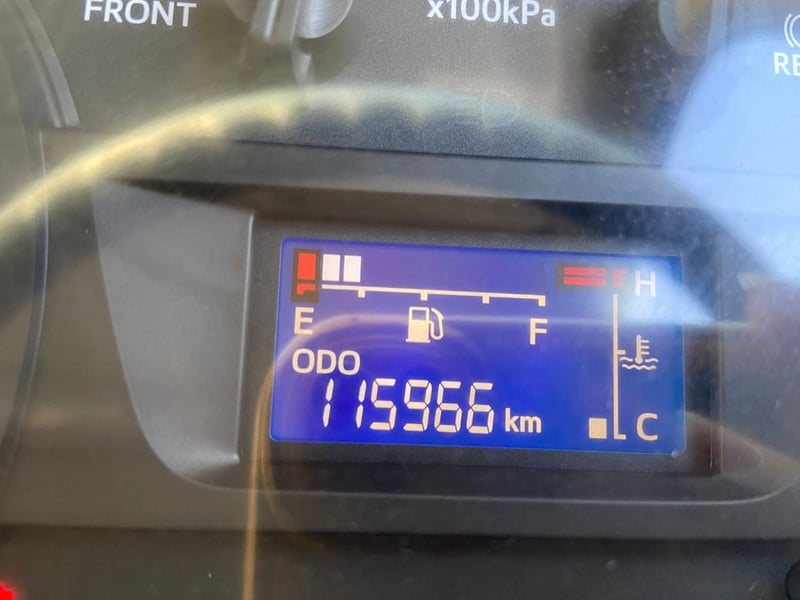 FRONT
x100kPa
E
F
H
ODO
115966 km
C